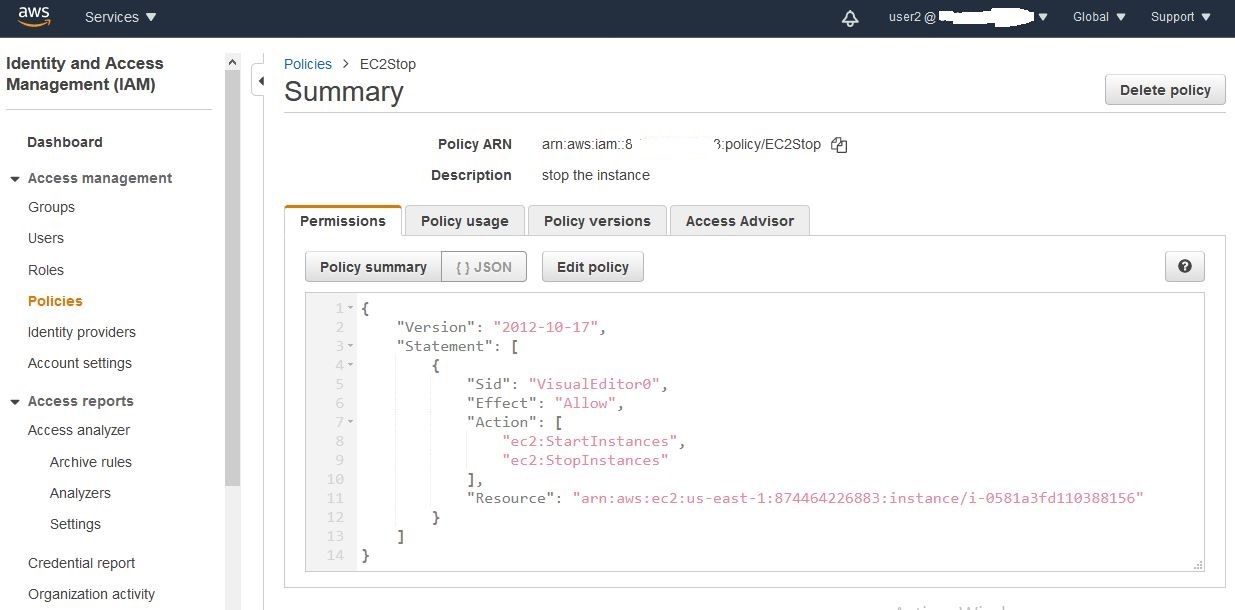 aws Services user2 @ Global Support
Identity and Access
Management (IAM)
Dashboard
Access management
Groups
Users
Roles
Policies
Identity providers
Account settings
Access reports
Access analyzer
Archive rules
Analyzers
Settings
Credential report
Organization activity
Policies > EC2Stop
Summary
Delete policy
Policy ARN arn:aws:iam::8 3:policy/EC2Stop
Description stop the instance
Permissions Policy usage Policy versions Access Advisor
Policy summary { } JSON Edit policy ?
1 {
2 "Version": "2012-10-17",
3 "Statement": [
4 {
5 "Sid": "VisualEditor0",
6 "Effect": "Allow",
7 "Action": [
8 "ec2:StartInstances",
9 "ec2:StopInstances"
10 ],
11 "Resource": "arn:aws:ec2:us-east-1:874464226883:instance/i-0581a3fd110388156"
12 }
13 ]
14 }